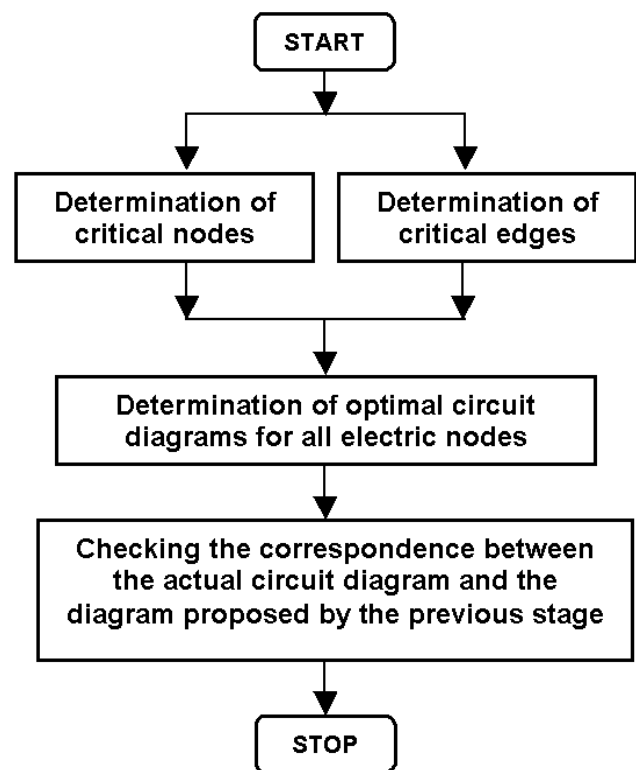 START
Determination of
critical nodes
Determination of
critical edges
Determination of optimal circuit
diagrams for all electric nodes
Checking the correspondence between
the actual circuit diagram and the
diagram proposed by the previous stage
STOP